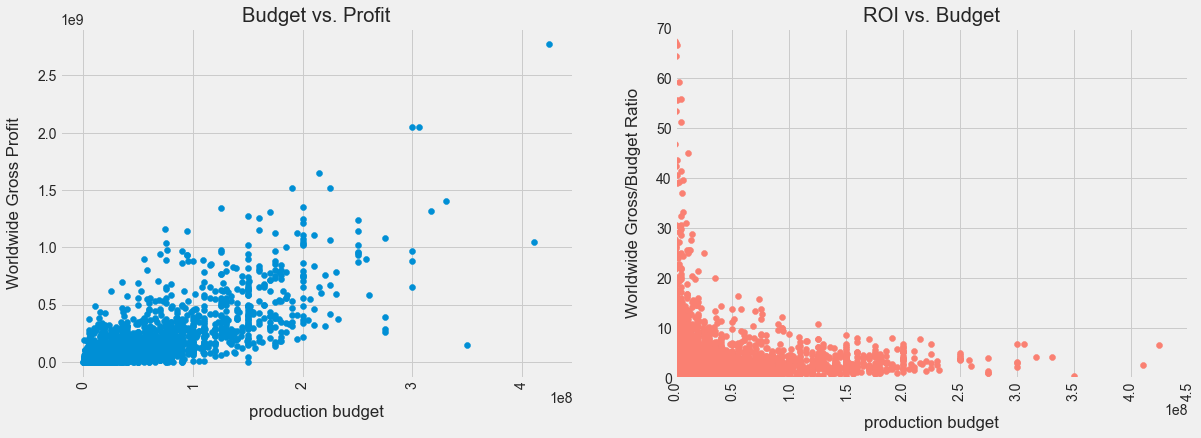 Budget vs. Profit
1e9
Worldwide Gross Profit
2.5
2.0
1.5
1.0
0.5
0.0
0 1 2 3 4
1e8
production budget
ROI vs. Budget
Worldwide Gross/Budget Ratio
70
60
50
40
30
20
10
0
0.0 0.5 1.0 1.5 2.0 2.5 3.0 3.5 4.0 4.5
1e8
production budget